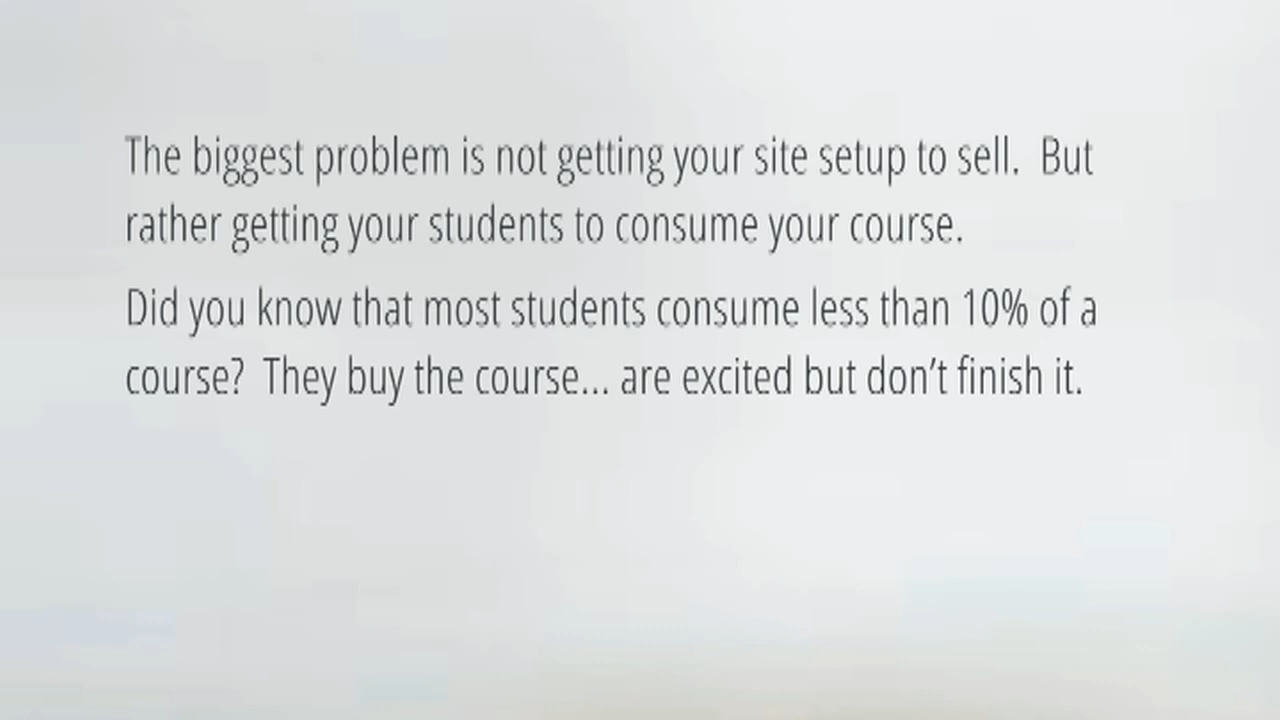 The biggest problem is not getting your site setup to sell.  But
rather getting your students to consume your course.
Did you know that most students consume less than 10% of a
course?  They buy the course... are excited but don’t finish it.